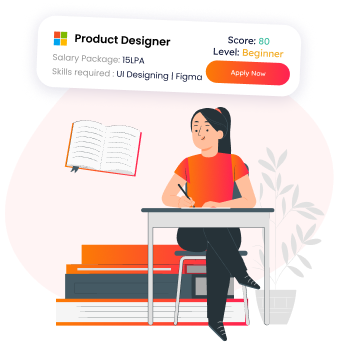 Product Designer
Score: 80
Level: Beginner
Salary Package: 15LPA
Skills required : UI Designing | Figma
Apply Now